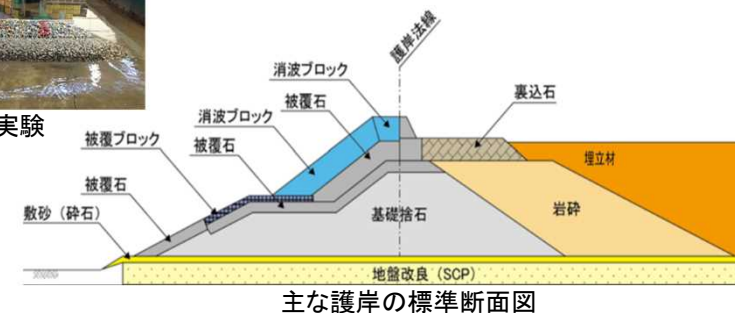 実験
護岸法線
消波ブロック
被覆石
裏込石
消波ブロック
被覆ブロック
被覆石
埋立材
被覆石
敷砂（砕石）
基礎捨石
岩砕
地盤改良（SCP）
主な護岸の標準断面図